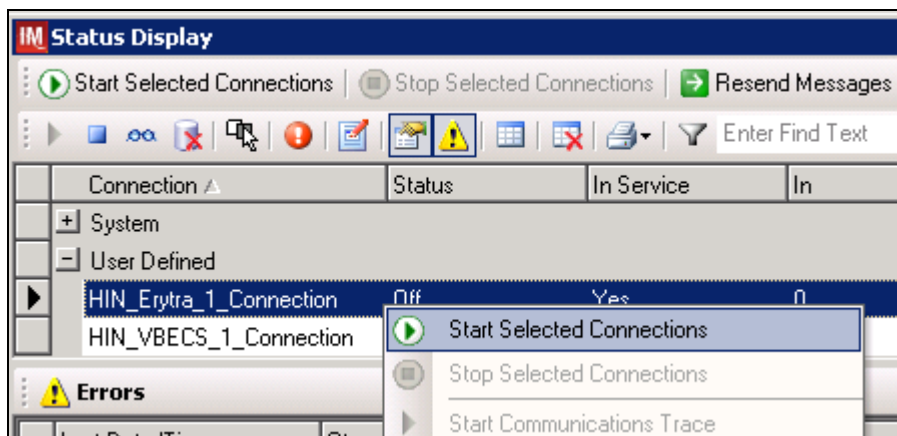 IM Status Display
Start Selected Connections Stop Selected Connections Resend Messages
Enter Find Text
Connection Status In Service In
System
User Defined
HIN_Erytra_1_Connection Off Yes 0
HIN_VBECS_1_Connection
Start Selected Connections
Stop Selected Connections
Errors
Start Communications Trace